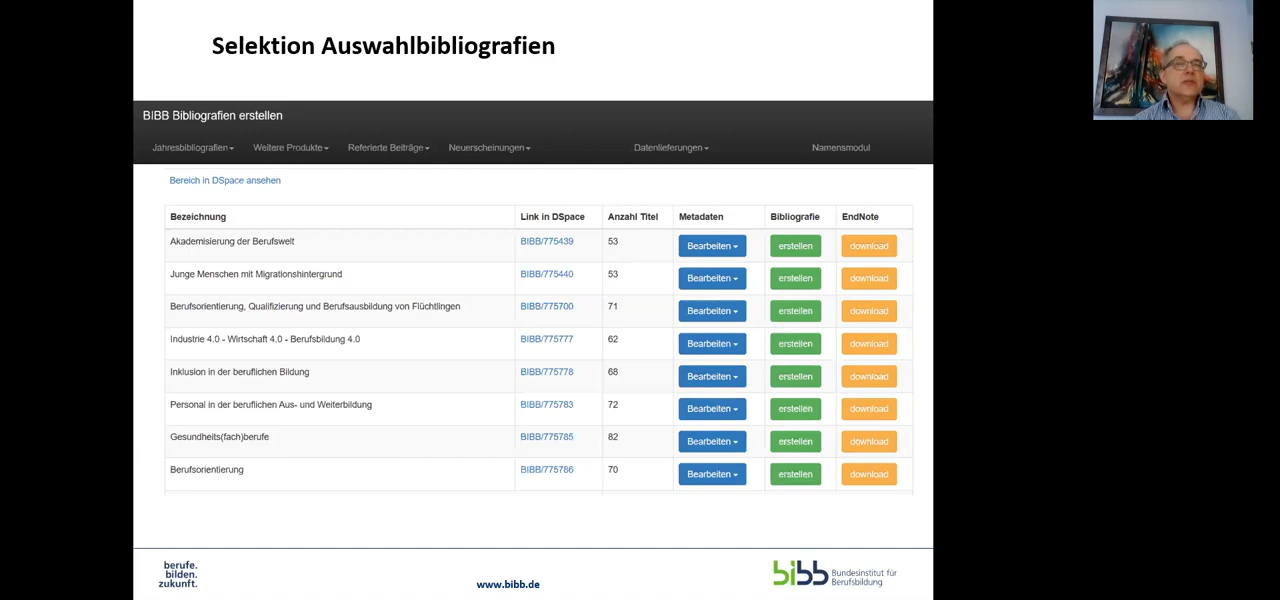 Selektion Auswahlbibliografien
BIBB Bibliografien erstellen
Jahresbibliografien Weitere Produkte Referierte Beiträge Neuerscheinungen Datenlieferungen Namensmodul
Bereich in DSpace ansehen
Bezeichnung Link in DSpace Anzahl Titel Metadaten Bibliografie EndNote
Akademisierung der Berufswelt BIBB/775439 53 Bearbeiten erstellen download
Junge Menschen mit Migrationshintergrund BIBB/775440 53 Bearbeiten erstellen download
Berufsorientierung, Qualifizierung und Berufsausbildung von Flüchtlingen BIBB/775700 71 Bearbeiten erstellen download
Industrie 4.0 - Wirtschaft 4.0 - Berufsbildung 4.0 BIBB/775777 62 Bearbeiten erstellen download
Inklusion in der beruflichen Bildung BIBB/775778 68 Bearbeiten erstellen download
Personal in der beruflichen Aus- und Weiterbildung BIBB/775783 72 Bearbeiten erstellen download
Gesundheits(fach)berufe BIBB/775785 82 Bearbeiten erstellen download
Berufsorientierung BIBB/775786 70 Bearbeiten erstellen download
berufe.
bilden.
zukunft.
www.bibb.de
bibb Bundesinstitut für
Berufsbildung